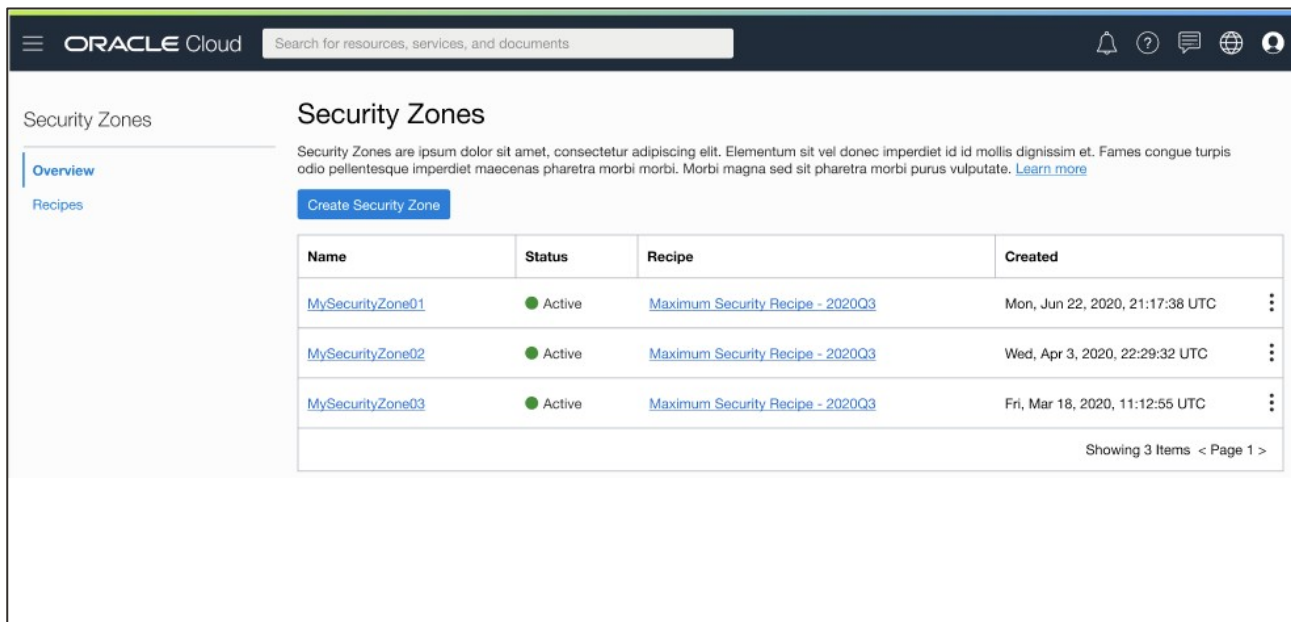 ORACLE Cloud
Search for resources, services, and documents
Security Zones
Overview
Recipes
Security Zones
Security Zones are ipsum dolor sit amet, consectetur adipiscing elit. Elementum sit vel donec imperdiet id id mollis dignissim et. Fames congue turpis
odio pellentesque imperdiet maecenas pharetra morbi morbi. Morbi magna sed sit pharetra morbi purus vulputate. Learn more
Create Security Zone
Name Status Recipe Created
MySecurityZone01 Active Maximum Security Recipe - 2020Q3 Mon, Jun 22, 2020, 21:17:38 UTC
MySecurityZone02 Active Maximum Security Recipe - 2020Q3 Wed, Apr 3, 2020, 22:29:32 UTC
MySecurityZone03 Active Maximum Security Recipe - 2020Q3 Fri, Mar 18, 2020, 11:12:55 UTC
Showing 3 Items < Page 1 >